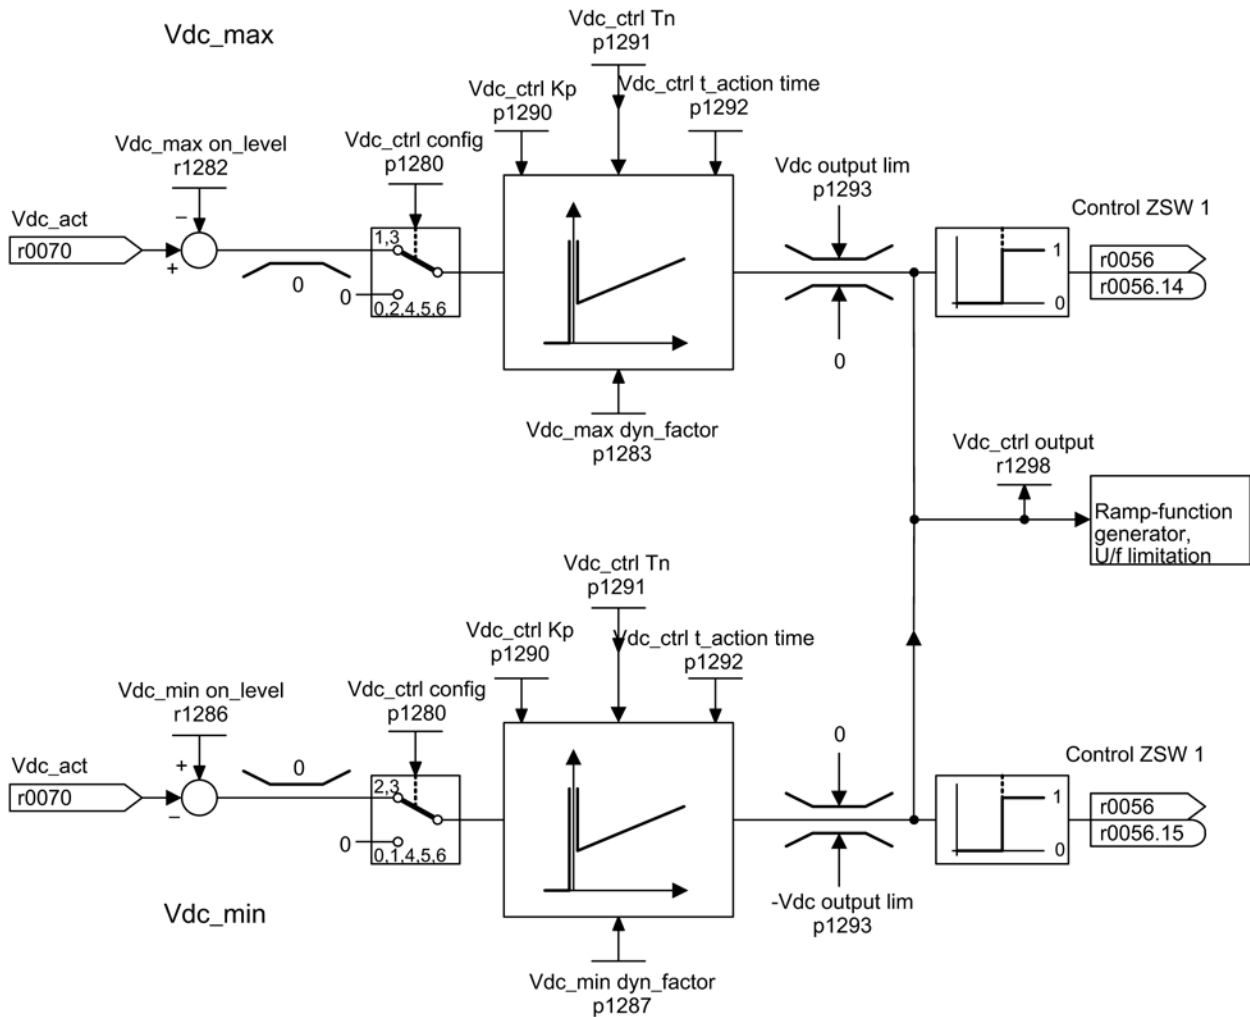 Vdc_max
Vdc_ctrl Tn
p1291
Vdc_ctrl Kp
p1290
Vdc_ctrl t_action time
p1292
Vdc_max on_level
r1282
Vdc_ctrl config
p1280
Vdc output lim
p1293
Control ZSW 1
Vdc_act
r0070
–
+
0
1,3
0
0,2,4,5,6
0
1
0
r0056
r0056.14
Vdc_max dyn_factor
p1283
Vdc_ctrl output
r1298
Ramp-function
generator,
U/f limitation
Vdc_ctrl Tn
p1291
Vdc_ctrl Kp
p1290
Vdc_ctrl t_action time
p1292
Vdc_min on_level
r1286
Vdc_ctrl config
p1280
0
Control ZSW 1
Vdc_act
r0070
+
–
0
2,3
0
0,1,4,5,6
1
0
r0056
r0056.15
-Vdc output lim
p1293
Vdc_min
Vdc_min dyn_factor
p1287